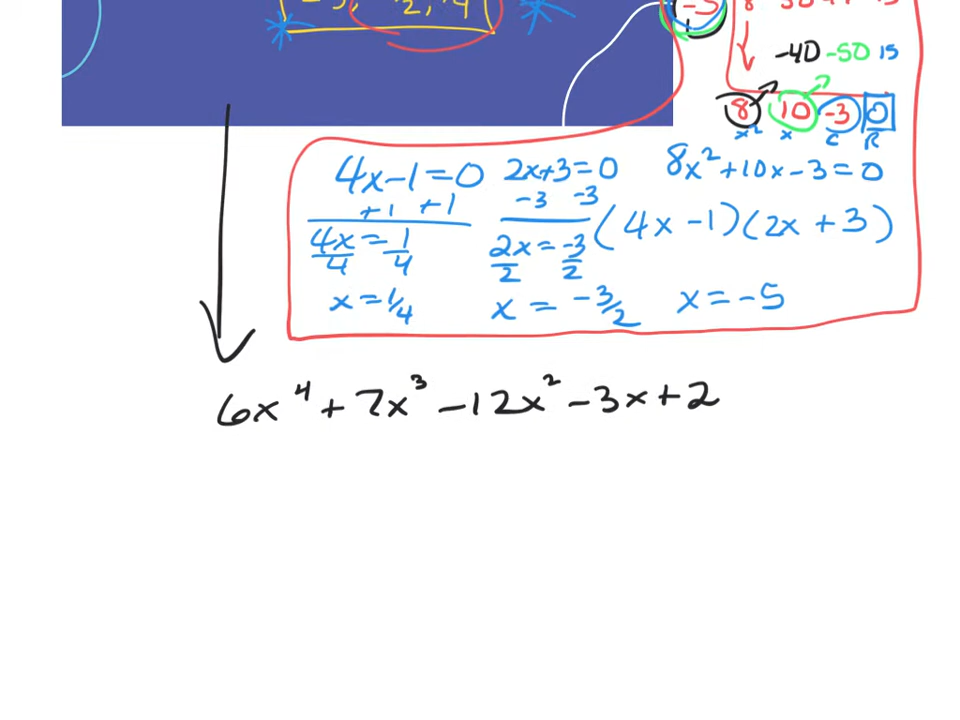 -40 -50 15
8 10 -3 0
x² x C R
4x-1=0 2x+3=0 8x²+10x-3=0
+1 +1 -3 -3
(4x-1)(2x+3)
4x/4 = 1/4 2x/2 = -3/2
x=1/4 x = -3/2 x=-5
6x⁴+7x³-12x²-3x+2